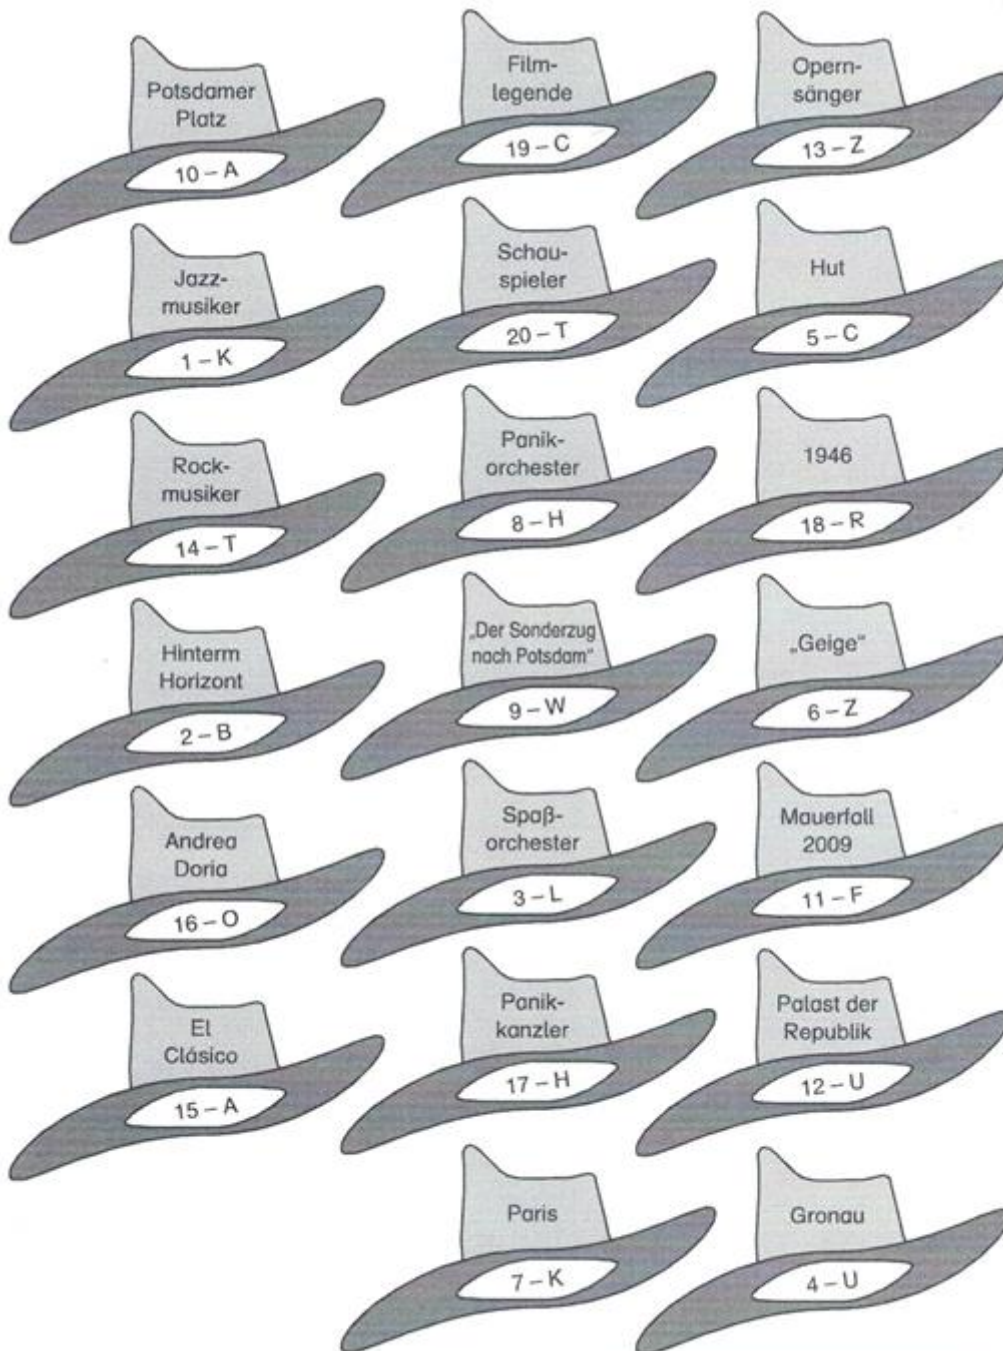 Potsdamer
Platz
10 – A
Film-
legende
19 – C
Opern-
sänger
13 – Z
Jazz-
musiker
1 – K
Schau-
spieler
20 – T
Hut
5 – C
Rock-
musiker
14 – T
Panik-
orchester
8 – H
1946
18 – R
Hinterm
Horizont
2 – B
„Der Sonderzug
nach Potsdam“
9 – W
„Geige“
6 – Z
Andrea
Doria
16 – O
Spaß-
orchester
3 – L
Mauerfall
2009
11 – F
El
Clásico
15 – A
Panik-
kanzler
17 – H
Palast der
Republik
12 – U
Paris
7 – K
Gronau
4 – U